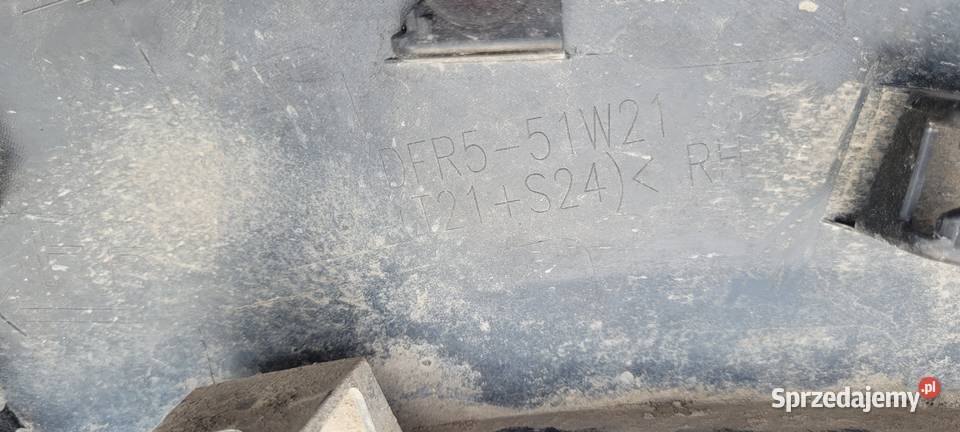 DFR5-51W21
(T21+S24)< RH
Sprzedajemy.pl